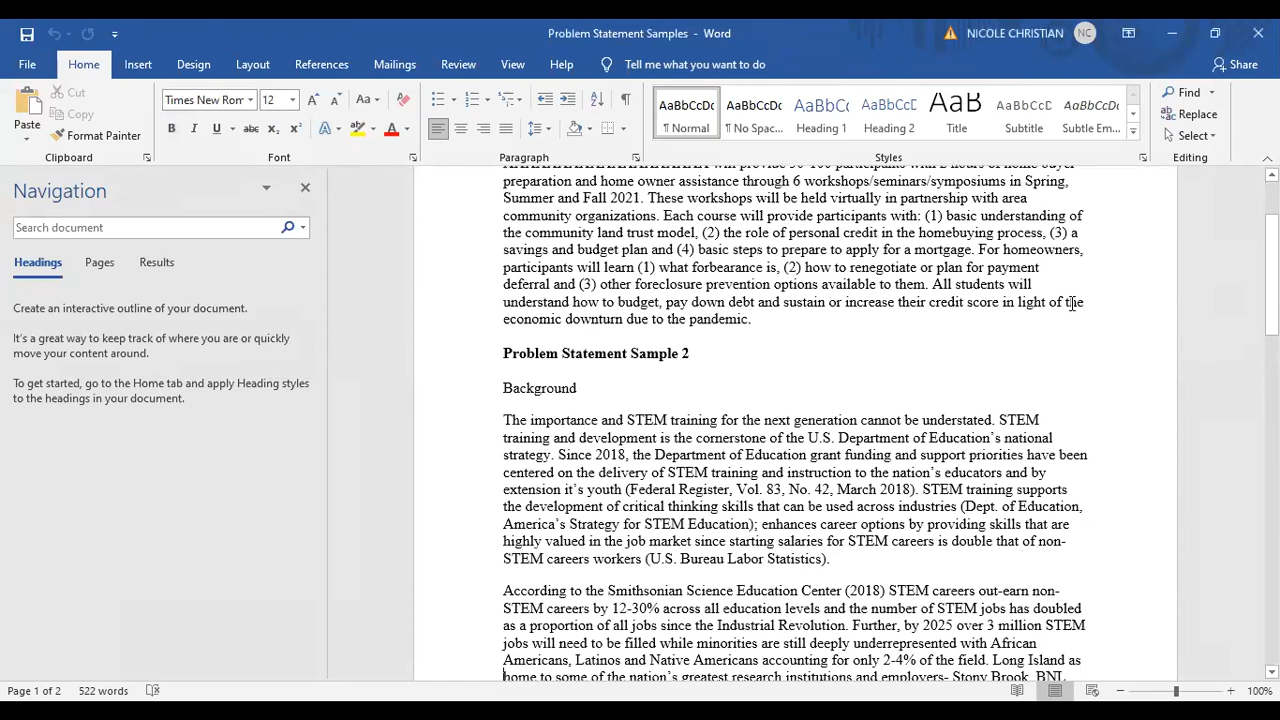 Problem Statement Samples - Word
NICOLE CHRISTIAN NC
File Home Insert Design Layout References Mailings Review View Help Tell me what you want to do Share
Paste Cut Copy Format Painter
Clipboard
Times New Rom 12
Font
Paragraph
AaBbCcDc ¶ Normal
AaBbCcDc ¶ No Spac...
AaBbCc Heading 1
AaBbCcD Heading 2
AaB Title
AaBbCcD Subtitle
AaBbCcDc Subtle Em...
Styles
Find
Replace
Select
Editing
Navigation
Search document
Headings Pages Results
Create an interactive outline of your document.
It's a great way to keep track of where you are or quickly
move your content around.
To get started, go to the Home tab and apply Heading styles
to the headings in your document.
preparation and home owner assistance through 6 workshops/seminars/symposiums in Spring,
Summer and Fall 2021. These workshops will be held virtually in partnership with area
community organizations. Each course will provide participants with: (1) basic understanding of
the community land trust model, (2) the role of personal credit in the homebuying process, (3) a
savings and budget plan and (4) basic steps to prepare to apply for a mortgage. For homeowners,
participants will learn (1) what forbearance is, (2) how to renegotiate or plan for payment
deferral and (3) other foreclosure prevention options available to them. All students will
understand how to budget, pay down debt and sustain or increase their credit score in light of the
economic downturn due to the pandemic.
Problem Statement Sample 2
Background
The importance and STEM training for the next generation cannot be understated. STEM
training and development is the cornerstone of the U.S. Department of Education’s national
strategy. Since 2018, the Department of Education grant funding and support priorities have been
centered on the delivery of STEM training and instruction to the nation’s educators and by
extension it’s youth (Federal Register, Vol. 83, No. 42, March 2018). STEM training supports
the development of critical thinking skills that can be used across industries (Dept. of Education,
America’s Strategy for STEM Education); enhances career options by providing skills that are
highly valued in the job market since starting salaries for STEM careers is double that of non-
STEM careers workers (U.S. Bureau Labor Statistics).
According to the Smithsonian Science Education Center (2018) STEM careers out-earn non-
STEM careers by 12-30% across all education levels and the number of STEM jobs has doubled
as a proportion of all jobs since the Industrial Revolution. Further, by 2025 over 3 million STEM
jobs will need to be filled while minorities are still deeply underrepresented with African
Americans, Latinos and Native Americans accounting for only 2-4% of the field. Long Island as
home to some of the nation’s greatest research institutions and employers- Stony Brook, BNL
Page 1 of 2 522 words 100%